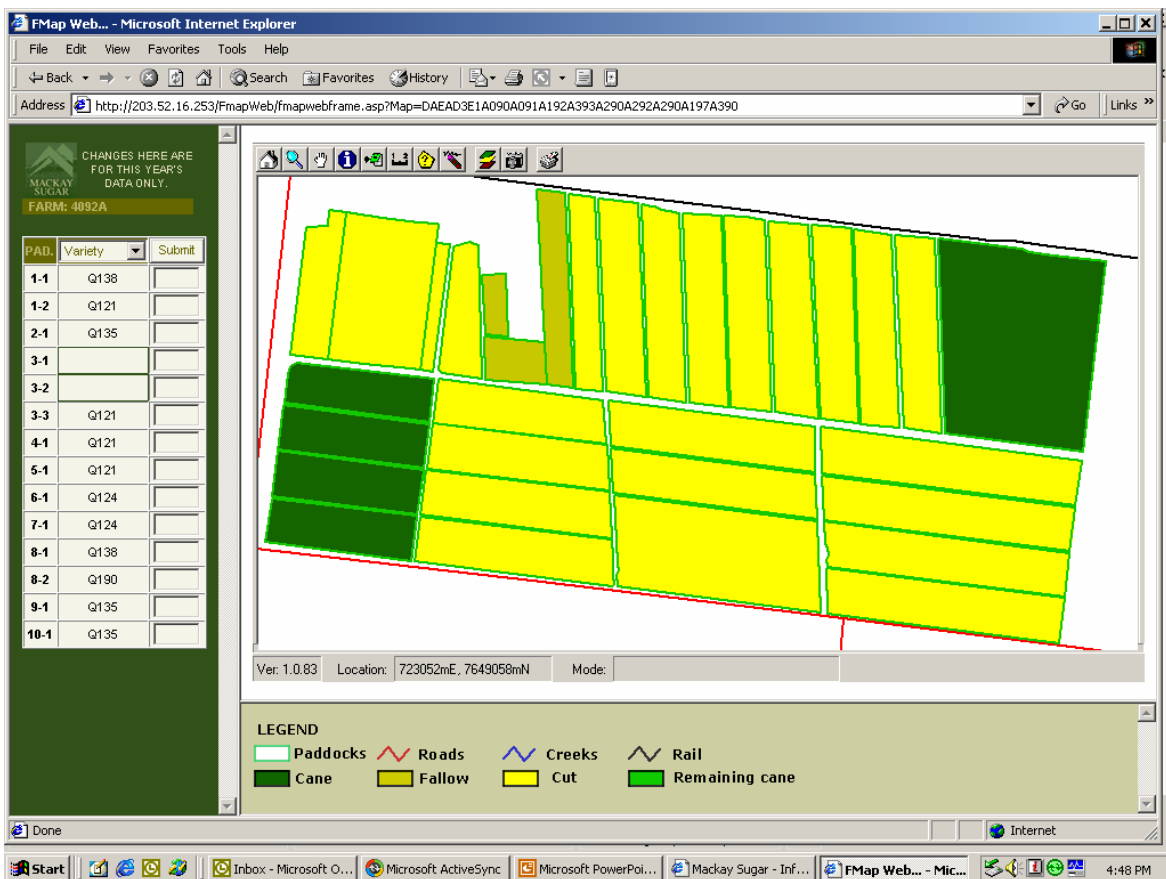 FMap Web... - Microsoft Internet Explorer
File Edit View Favorites Tools Help
Back Search Favorites History
Address http://203.52.16.253/FmapWeb/fmapwebframe.asp?Map=DAEAD3E1A090A091A192A393A290A292A290A197A390 Go Links »
CHANGES HERE ARE
FOR THIS YEAR'S
DATA ONLY.
MACKAY
SUGAR
FARM: 4092A
PAD. Variety Submit
1-1 Q138
1-2 Q121
2-1 Q135
3-1
3-2
3-3 Q121
4-1 Q121
5-1 Q121
6-1 Q124
7-1 Q124
8-1 Q138
8-2 Q190
9-1 Q135
10-1 Q135
Ver: 1.0.83 Location: 723052mE, 7649058mN Mode:
LEGEND
Paddocks Roads Creeks Rail
Cane Fallow Cut Remaining cane
Done Internet
Start Inbox - Microsoft O... Microsoft ActiveSync Microsoft PowerPoi... Mackay Sugar - Inf... FMap Web... - Mic... 4:48 PM